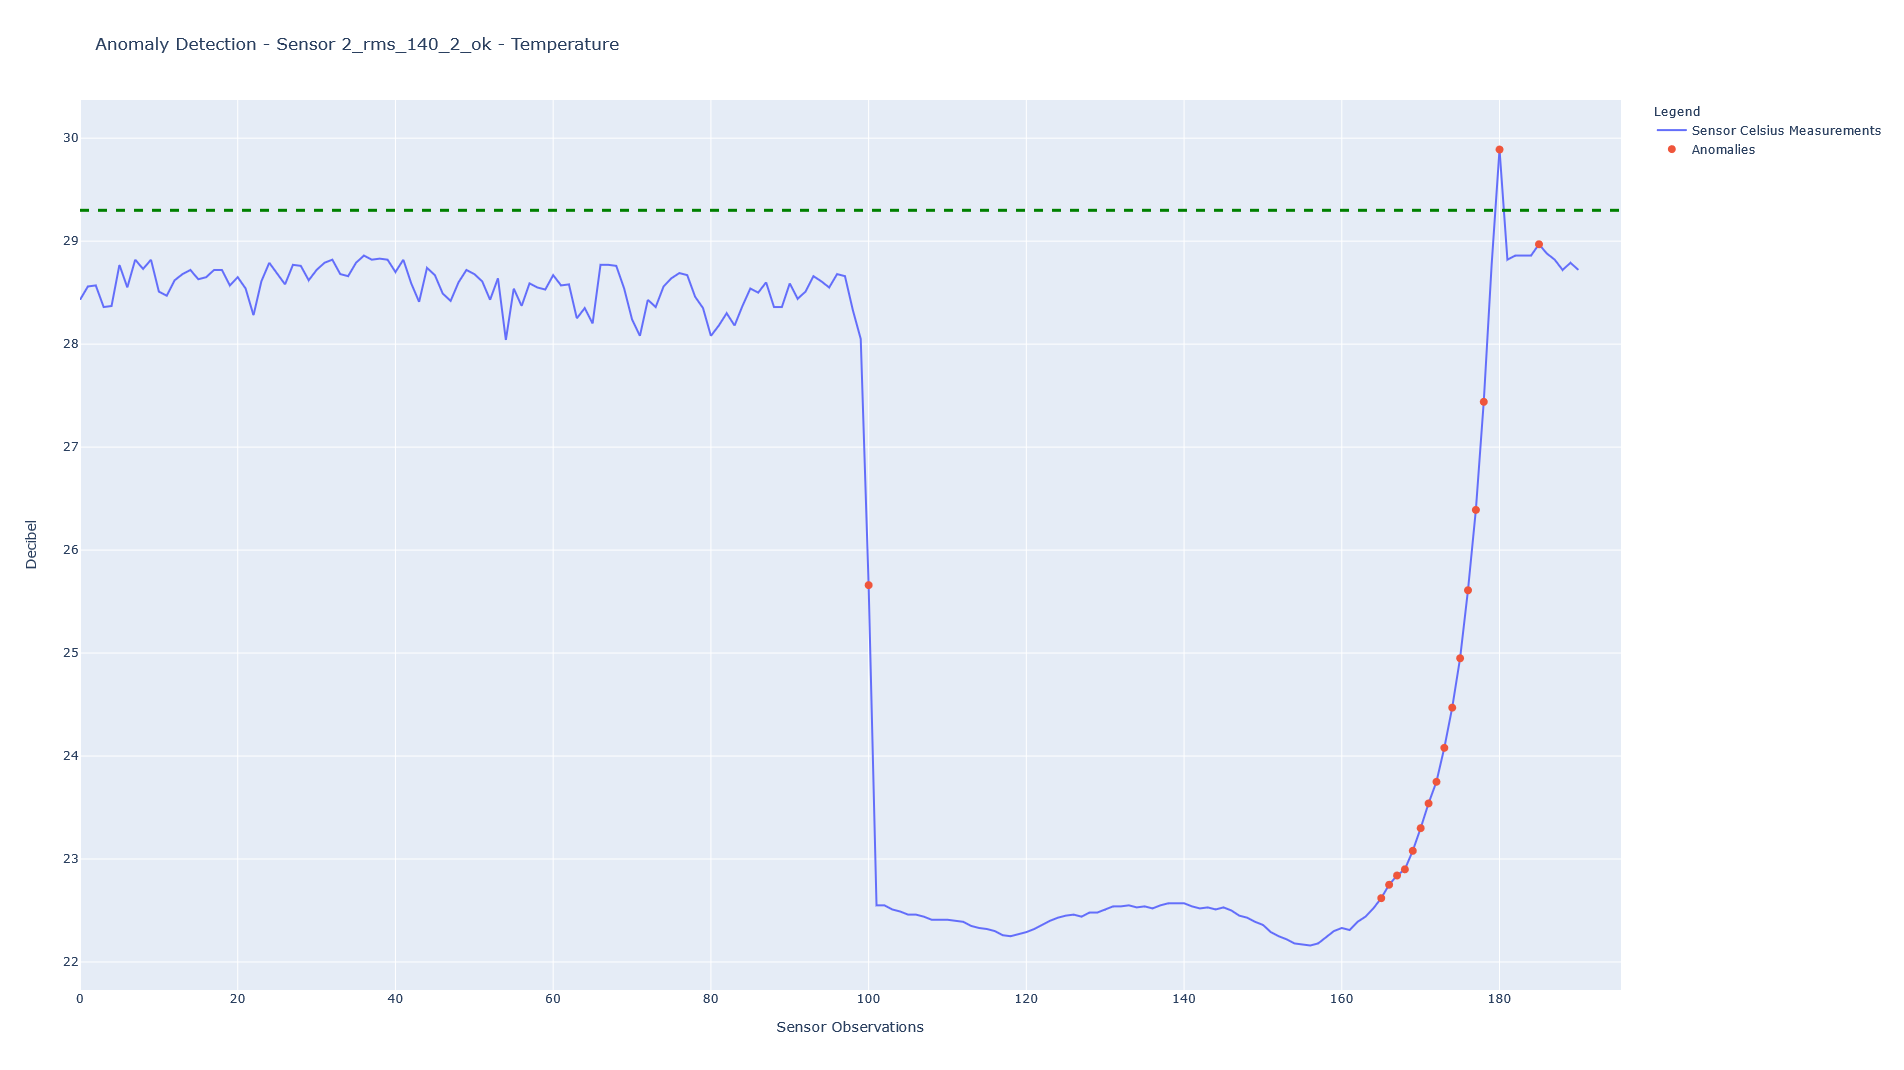 Anomaly Detection - Sensor 2_rms_140_2_ok - Temperature
Legend
Sensor Celsius Measurements
Anomalies
30
29
28
27
26
25
24
23
22
Decibel
0 20 40 60 80 100 120 140 160 180
Sensor Observations